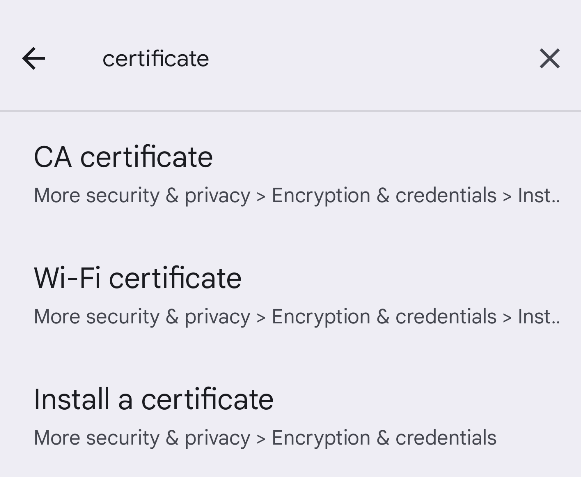 certificate
CA certificate
More security & privacy > Encryption & credentials > Inst..
Wi-Fi certificate
More security & privacy > Encryption & credentials > Inst..
Install a certificate
More security & privacy > Encryption & credentials